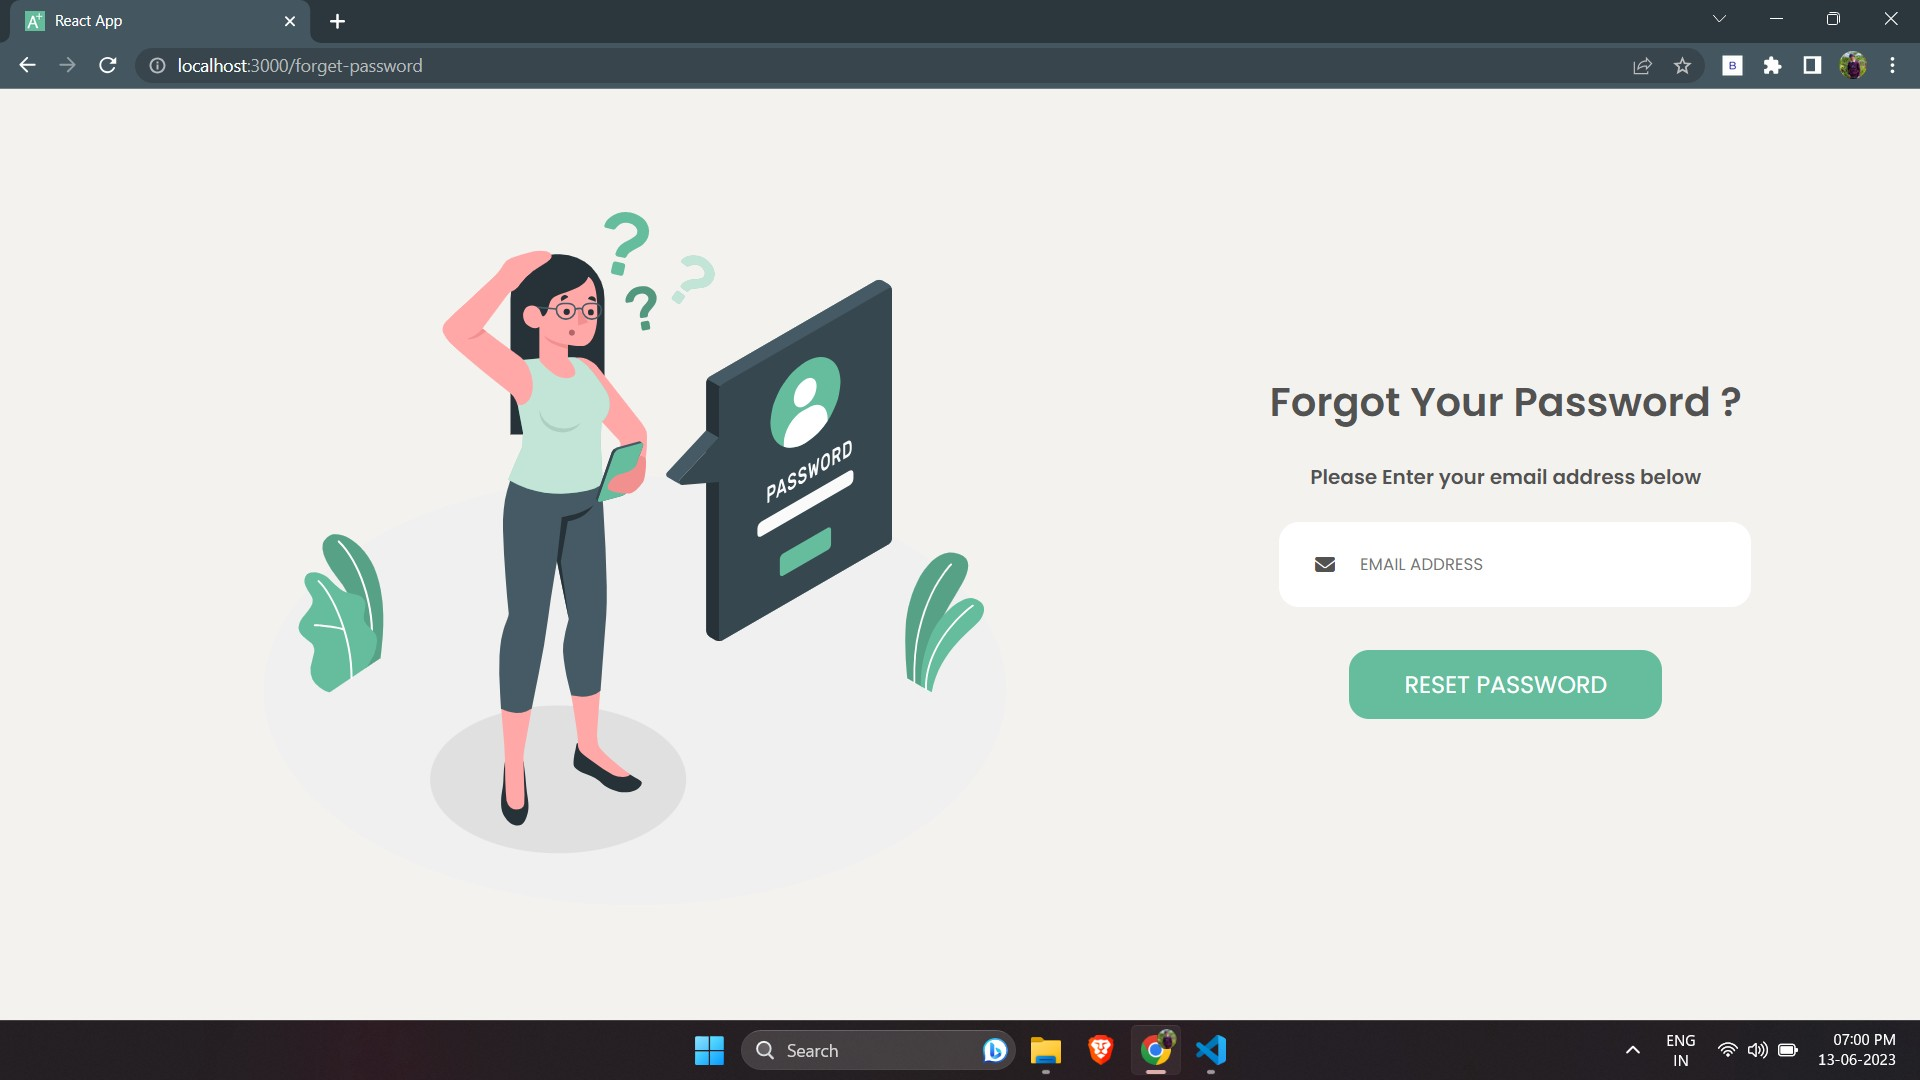 React App
localhost:3000/forget-password
B
?
?
?
PASSWORD
Forgot Your Password ?
Please Enter your email address below
EMAIL ADDRESS
RESET PASSWORD
Search
ENG
IN
07:00 PM
13-06-2023